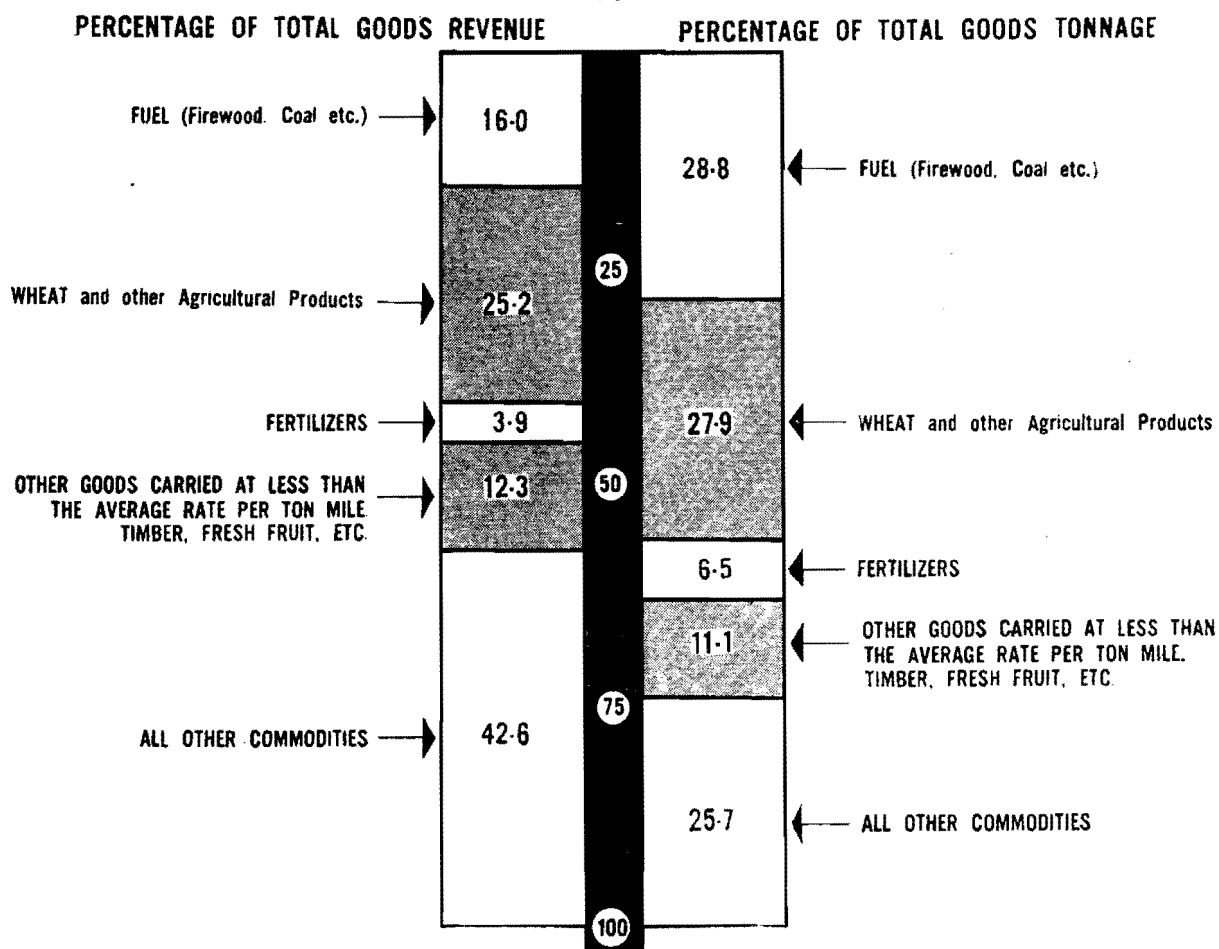 PERCENTAGE OF TOTAL GOODS REVENUE
FUEL (Firewood. Coal etc.)
16·0
WHEAT and other Agricultural Products
25·2
FERTILIZERS
3·9
OTHER GOODS CARRIED AT LESS THAN
THE AVERAGE RATE PER TON MILE
TIMBER, FRESH FRUIT, ETC.
12·3
ALL OTHER COMMODITIES
42·6
25
50
75
100
PERCENTAGE OF TOTAL GOODS TONNAGE
28·8
FUEL (Firewood, Coal etc.)
27·9
WHEAT and other Agricultural Products
6·5
FERTILIZERS
11·1
OTHER GOODS CARRIED AT LESS THAN
THE AVERAGE RATE PER TON MILE.
TIMBER, FRESH FRUIT, ETC.
25·7
ALL OTHER COMMODITIES